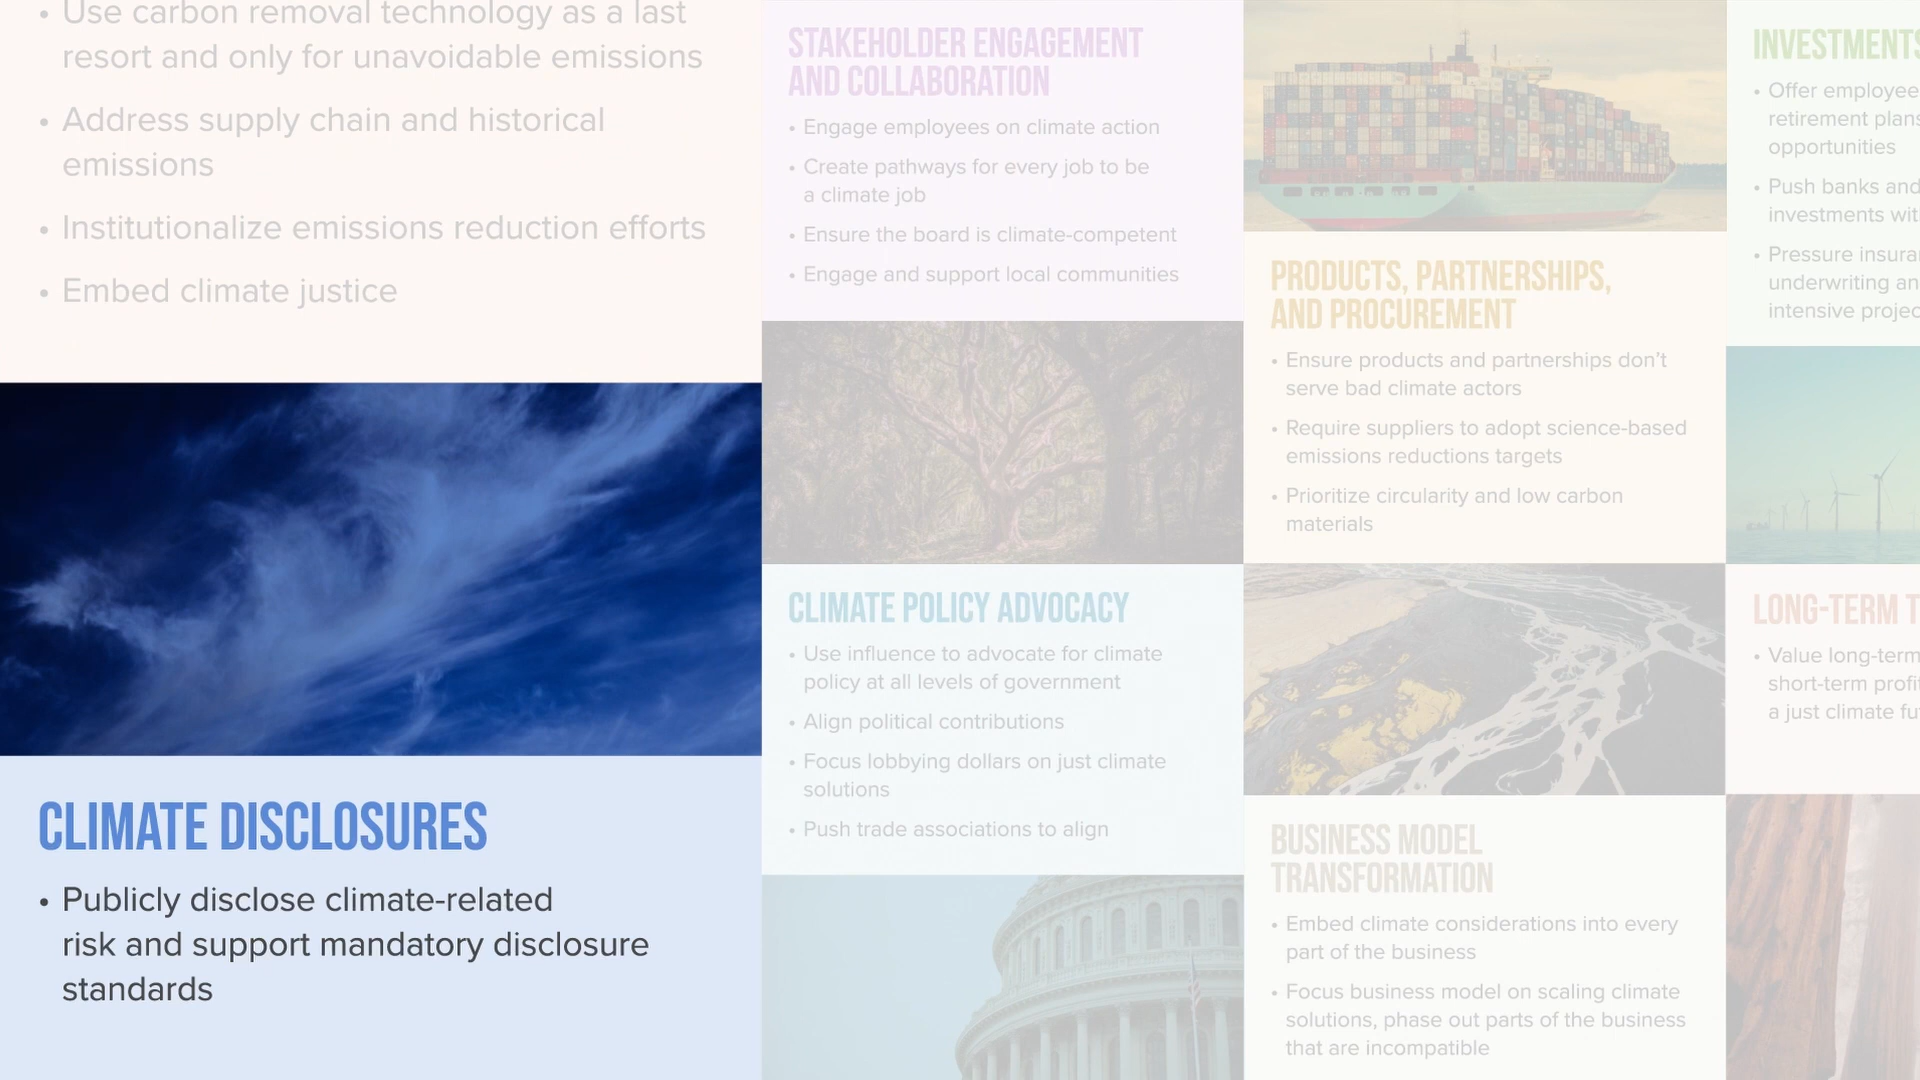 • Use carbon removal technology as a last
resort and only for unavoidable emissions
• Address supply chain and historical
emissions
• Institutionalize emissions reduction efforts
• Embed climate justice
CLIMATE DISCLOSURES
• Publicly disclose climate-related
risk and support mandatory disclosure
standards
STAKEHOLDER ENGAGEMENT
AND COLLABORATION
• Engage employees on climate action
• Create pathways for every job to be
a climate job
• Ensure the board is climate-competent
• Engage and support local communities
CLIMATE POLICY ADVOCACY
• Use influence to advocate for climate
policy at all levels of government
• Align political contributions
• Focus lobbying dollars on just climate
solutions
• Push trade associations to align
PRODUCTS, PARTNERSHIPS,
AND PROCUREMENT
• Ensure products and partnerships don’t
serve bad climate actors
• Require suppliers to adopt science-based
emissions reductions targets
• Prioritize circularity and low carbon
materials
BUSINESS MODEL
TRANSFORMATION
• Embed climate considerations into every
part of the business
• Focus business model on scaling climate
solutions, phase out parts of the business
that are incompatible
INVESTMENTS
• Offer employee
retirement plans
opportunities
• Push banks and
investments wit
• Pressure insura
underwriting an
intensive projec
LONG-TERM T
• Value long-term
short-term profi
a just climate fu